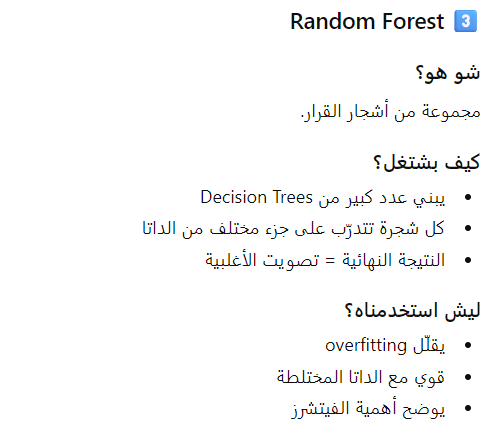 3️⃣ Random Forest
شو هو؟
مجموعة من أشجار القرار.
كيف بشتغل؟
• يبني عدد كبير من Decision Trees
• كل شجرة تتدرّب على جزء مختلف من الداتا
• النتيجة النهائية = تصويت الأغلبية
ليش استخدمناه؟
• يقلّل overfitting
• قوي مع الداتا المختلطة
• يوضح أهمية الفيتشرز